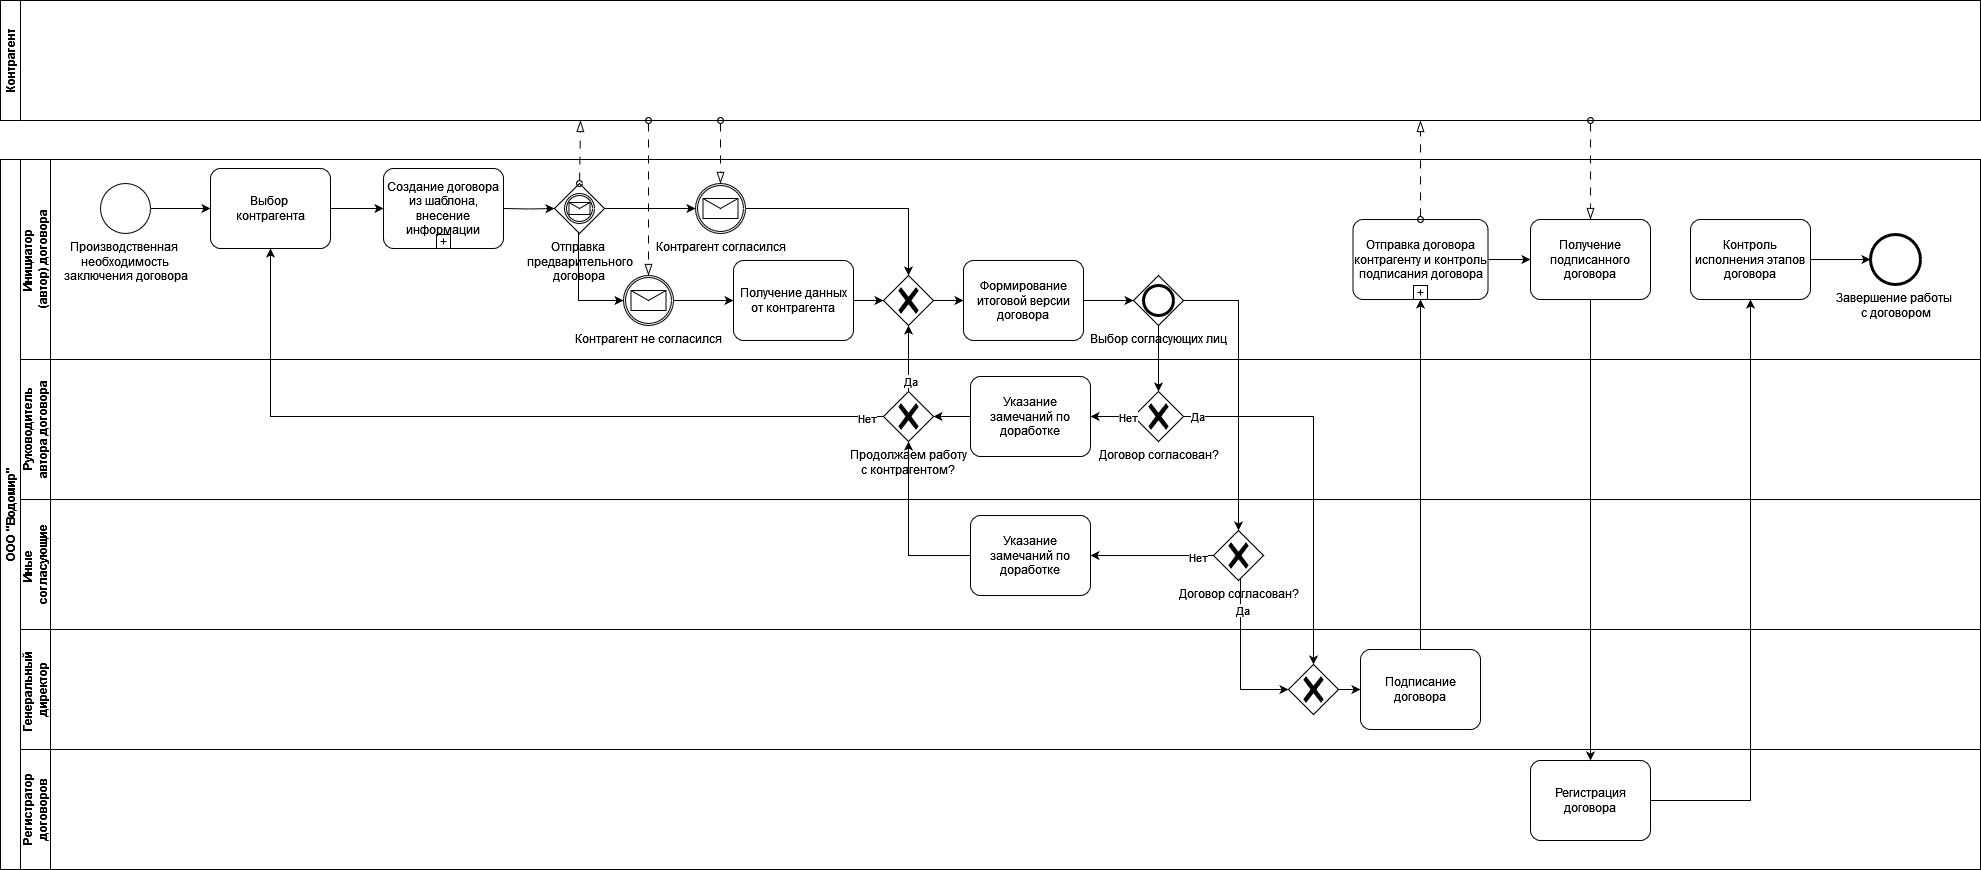 Контрагент
ООО "Водомир"
Инициатор
(автор) договора
Производственная
необходимость
заключения договора
Выбор
контрагента
Создание договора
из шаблона,
внесение
информации
Отправка
предварительного
договора
Контрагент согласился
Контрагент не согласился
Получение данных
от контрагента
Формирование
итоговой версии
договора
Выбор согласующих лиц
Отправка договора
контрагенту и контроль
подписания договора
Получение
подписанного
договора
Контроль
исполнения этапов
договора
Завершение работы
с договором
Руководитель
автора договора
Нет
Да
Продолжаем работу
с контрагентом?
Указание
замечаний по
доработке
Нет
Да
Договор согласован?
Иные
согласующие
Указание
замечаний по
доработке
Нет
Договор согласован?
Да
Генеральный
директор
Подписание
договора
Регистратор
договоров
Регистрация
договора